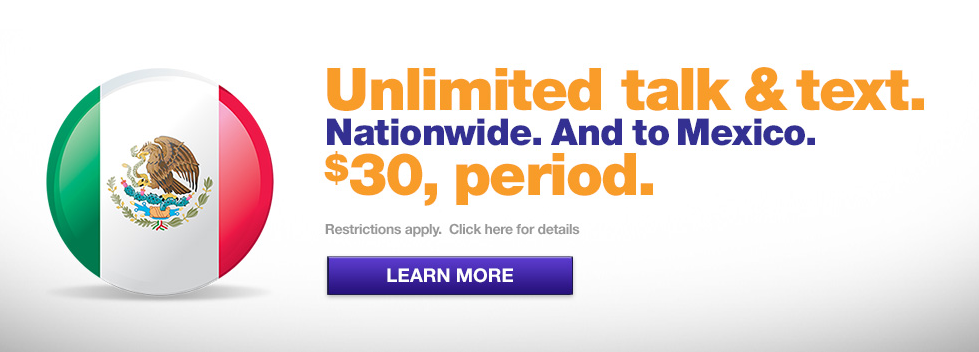 Unlimited talk & text.
Nationwide. And to Mexico.
$30, period.
Restrictions apply. Click here for details
LEARN MORE